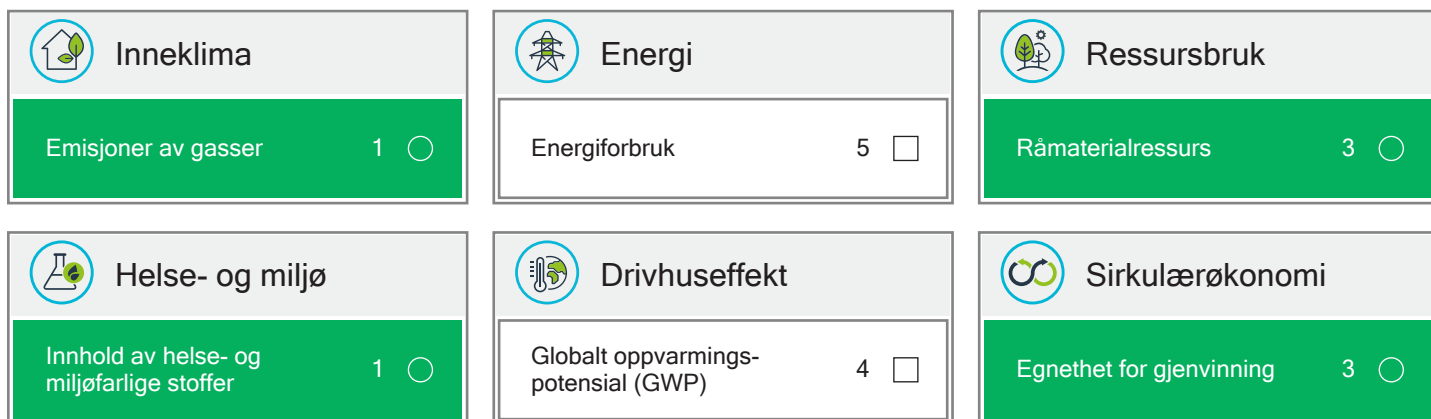 Inneklima
Emisjoner av gasser 1
Energi
Energiforbruk 5
Ressursbruk
Råmaterialressurs 3
Helse- og miljø
Innhold av helse- og
miljøfarlige stoffer 1
Drivhuseffekt
Globalt oppvarmings-
potensial (GWP) 4
Sirkulærøkonomi
Egnethet for gjenvinning 3